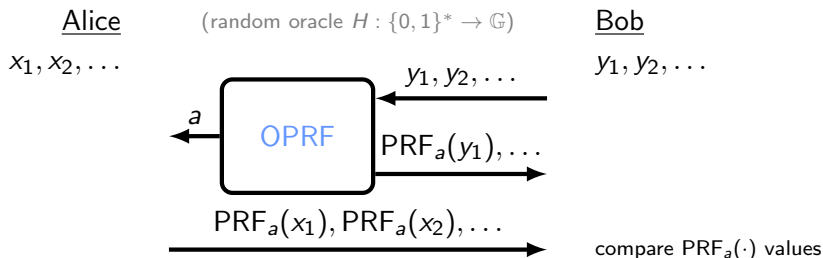 Alice (random oracle H : {0, 1}* → 𝔾) Bob
x₁, x₂, . . . y₁, y₂, . . . y₁, y₂, . . .
a
OPRF
PRFₐ(y₁), . . .
PRFₐ(x₁), PRFₐ(x₂), . . .
compare PRFₐ(·) values